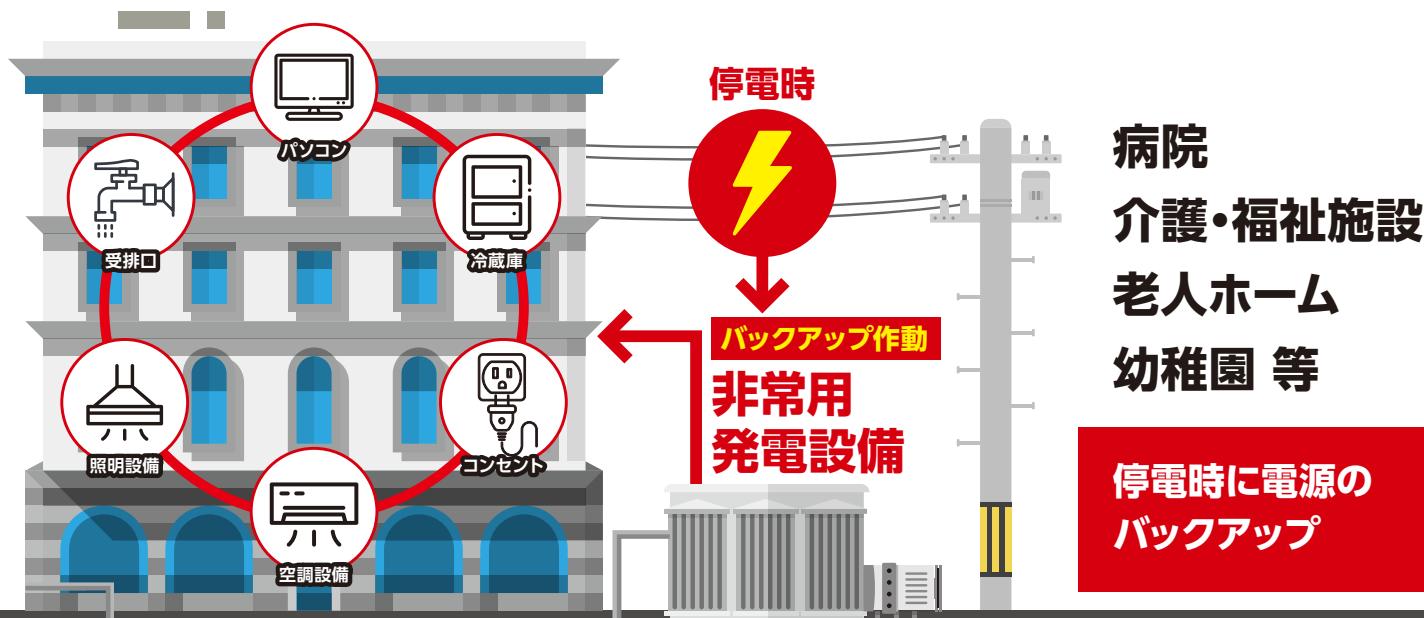 パソコン
受排口
冷蔵庫
照明設備
コンセント
空調設備
停電時
バックアップ作動
非常用
発電設備
病院
介護・福祉施設
老人ホーム
幼稚園 等
停電時に電源の
バックアップ